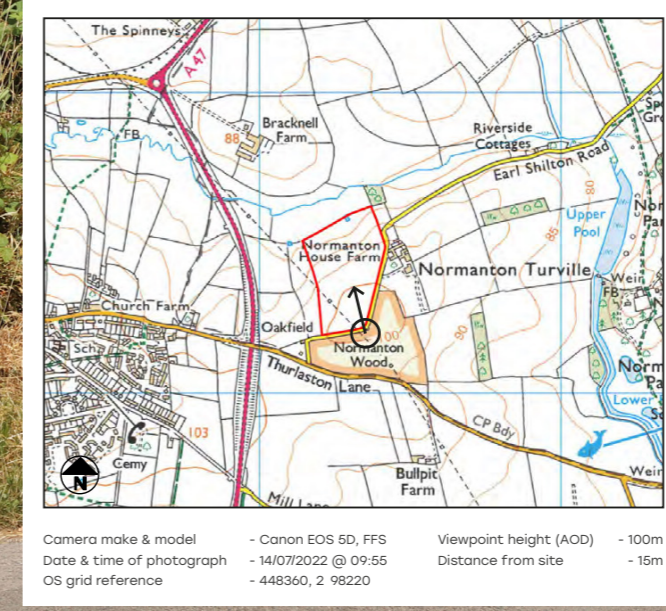 The Spinneys
A 47
Bracknell
Farm
88
FB
Riverside
Cottages
Earl Shilton Road
80
85
Upper
Pool
Normanton
House Farm
Normanton Turville
Weir
FB
Church Farm
Oakfield
Normanton
Wood
90
Thurlaston Lane
Lower
103
CP Bdy
Cemy
N
Bullpit
Farm
Weir
Mill Lane
Camera make & model - Canon EOS 5D, FFS Viewpoint height (AOD) - 100m
Date & time of photograph - 14/07/2022 @ 09:55 Distance from site - 15m
OS grid reference - 448360, 2 98220